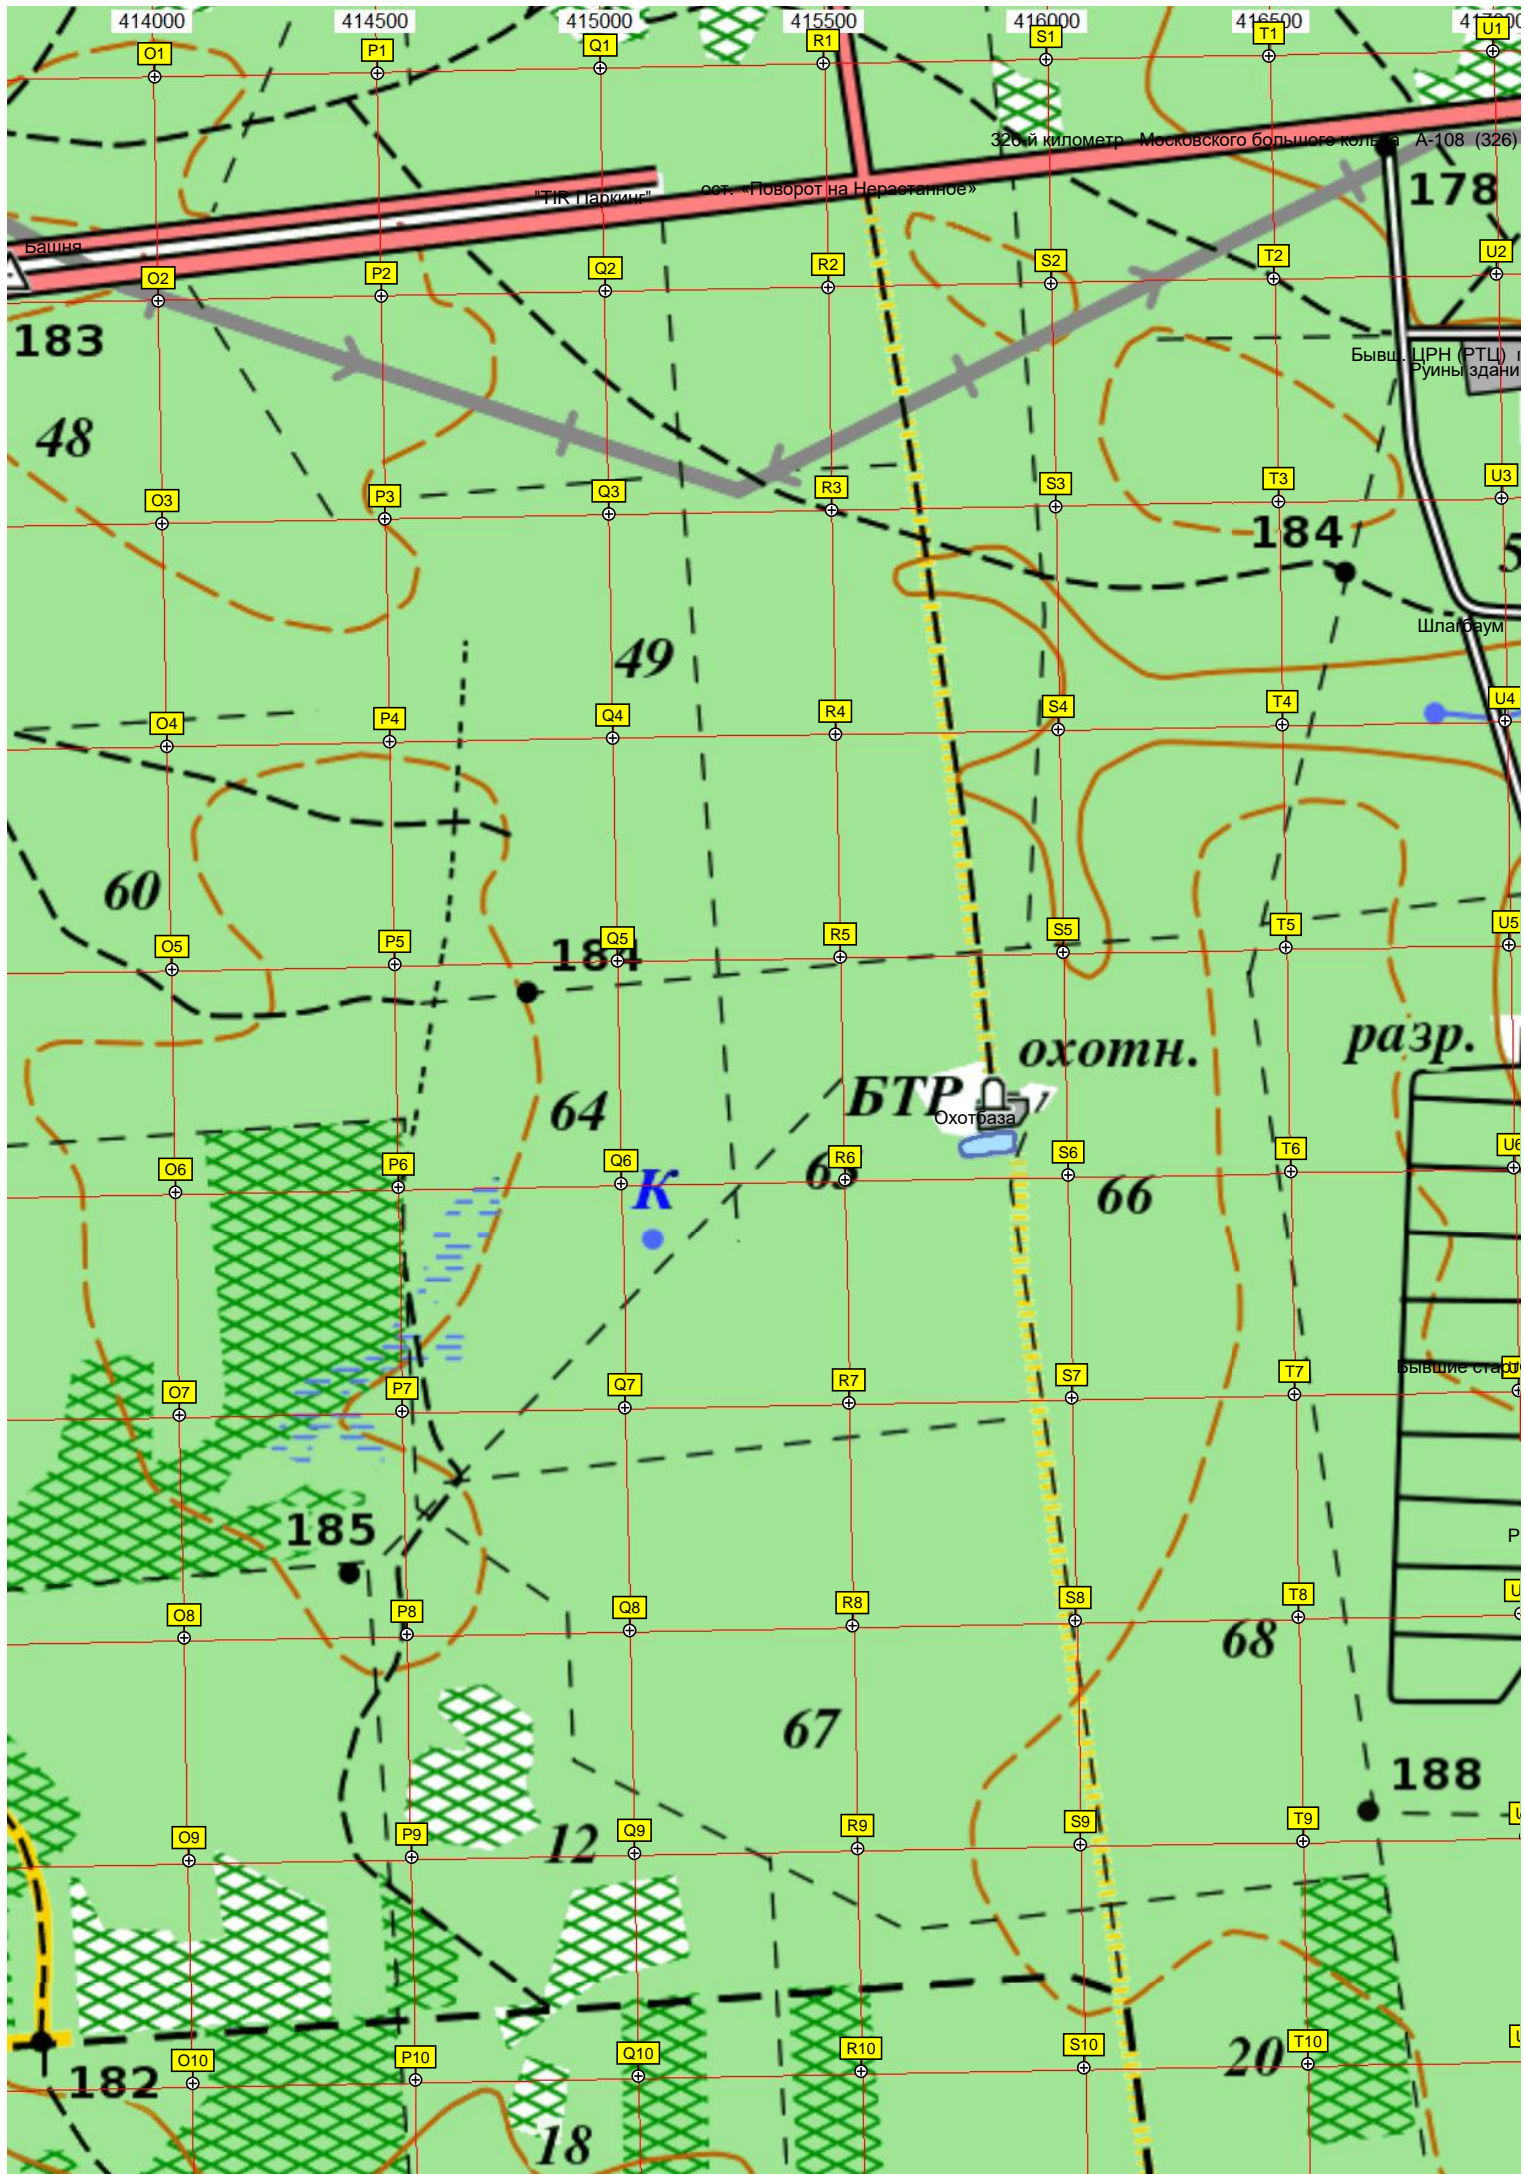 414000 414500 415000 415500 416000 416500
O1 P1 Q1 R1 S1 T1 U1
326-й километр Московского большого кольца А-108 (326)
178
ост. «Поворот на Нерастанное»
"TIR Паркинг"
Башня
O2 P2 Q2 R2 S2 T2 U2
183
Бывш. ЦРН (РТЦ)
Руины
48
O3 P3 Q3 R3 S3 T3 U3
184
Шлагбаум
49
O4 P4 Q4 R4 S4 T4 U4
60
O5 P5 Q5 R5 S5 T5 U5
184
охотн. разр.
БТР
Охотбаза
64
O6 P6 Q6 R6 S6 T6 U6
К
65
66
Бывшие
O7 P7 Q7 R7 S7 T7
185
O8 P8 Q8 R8 S8 T8
68
67
188
12
O9 P9 Q9 R9 S9 T9
20
182
O10 P10 Q10 R10 S10 T10
18